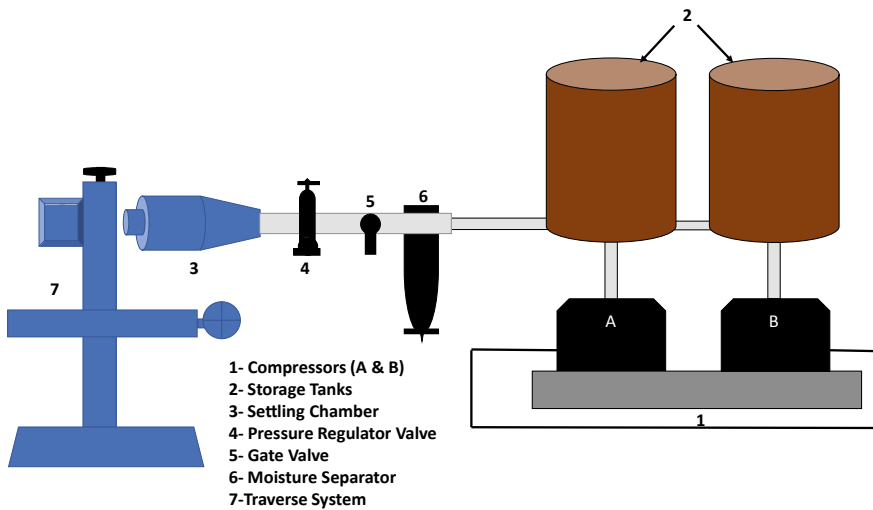 2
5
6
3
4
7
A
B
1- Compressors (A & B)
2- Storage Tanks
3- Settling Chamber
4- Pressure Regulator Valve
5- Gate Valve
6- Moisture Separator
7-Traverse System
1